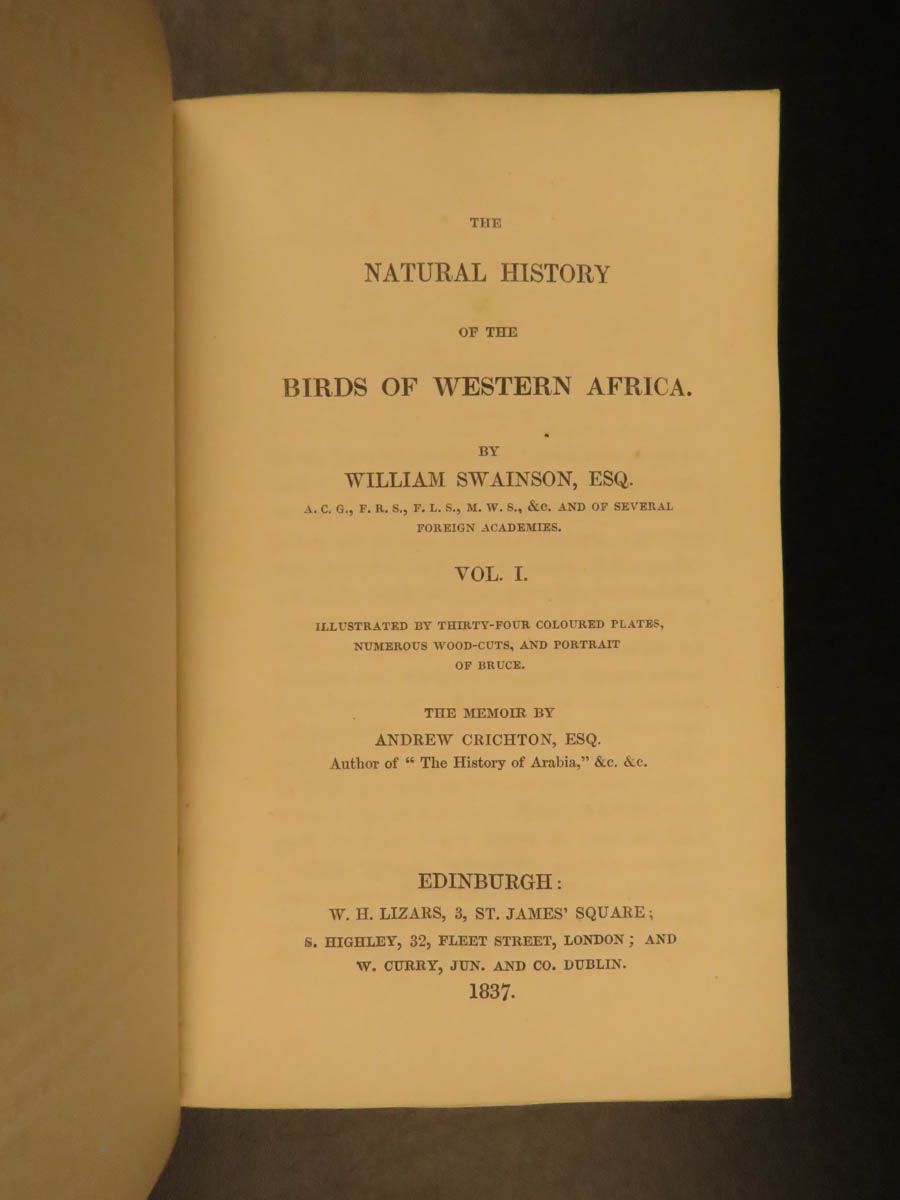 THE
NATURAL HISTORY
OF THE
BIRDS OF WESTERN AFRICA.
BY
WILLIAM SWAINSON, ESQ.
A. C. G., F. R. S., F. L. S., M. W. S., &c. AND OF SEVERAL
FOREIGN ACADEMIES.
VOL. I.
ILLUSTRATED BY THIRTY-FOUR COLOURED PLATES,
NUMEROUS WOOD-CUTS, AND PORTRAIT
OF BRUCE.
THE MEMOIR BY
ANDREW CRICHTON, ESQ.
Author of “ The History of Arabia,” &c. &c.
EDINBURGH:
W. H. LIZARS, 3, ST. JAMES’ SQUARE;
S. HIGHLEY, 32, FLEET STREET, LONDON; AND
W. CURRY, JUN. AND CO. DUBLIN.
1837.